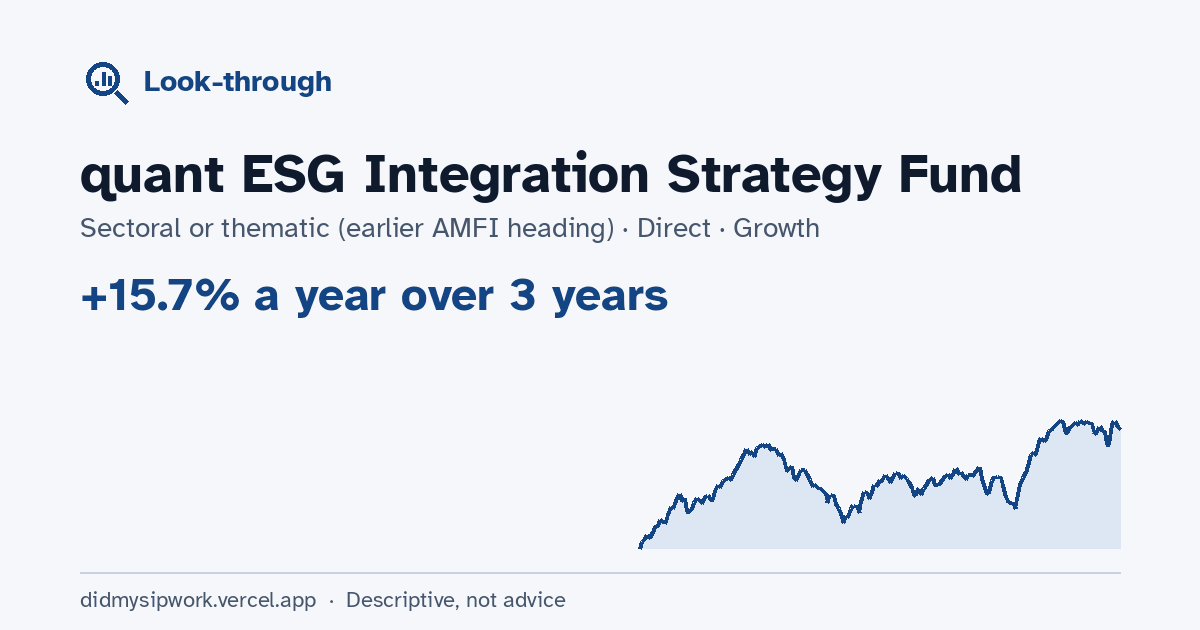 Look-through
quant ESG Integration Strategy Fund
Sectoral or thematic (earlier AMFI heading) · Direct · Growth
+15.7% a year over 3 years
didmysipwork.vercel.app · Descriptive, not advice